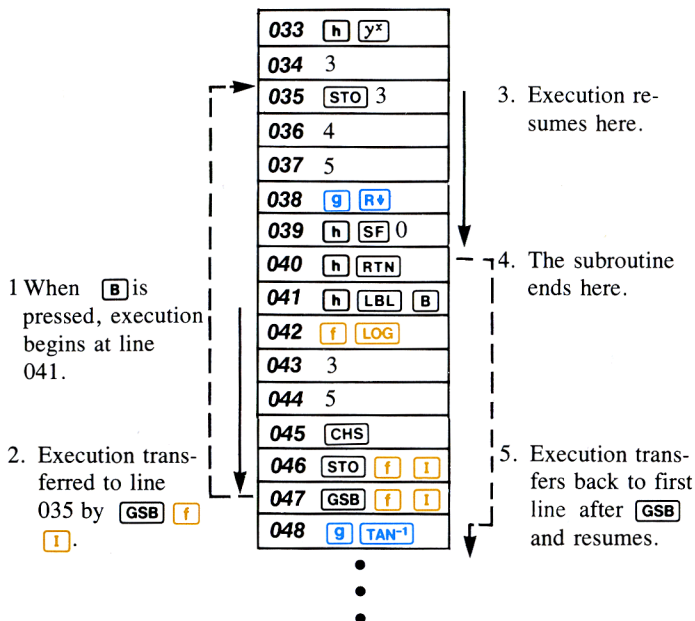 033 h yˣ
034 3
035 STO 3
036 4
037 5
038 g R↓
039 h SF 0
040 h RTN
041 h LBL B
042 f LOG
043 3
044 5
045 CHS
046 STO f I
047 GSB f I
048 g TAN⁻¹
1 When B is
pressed, execution
begins at line
041.
2. Execution trans-
ferred to line
035 by GSB f
I.
3. Execution re-
sumes here.
4. The subroutine
ends here.
5. Execution trans-
fers back to first
line after GSB
and resumes.